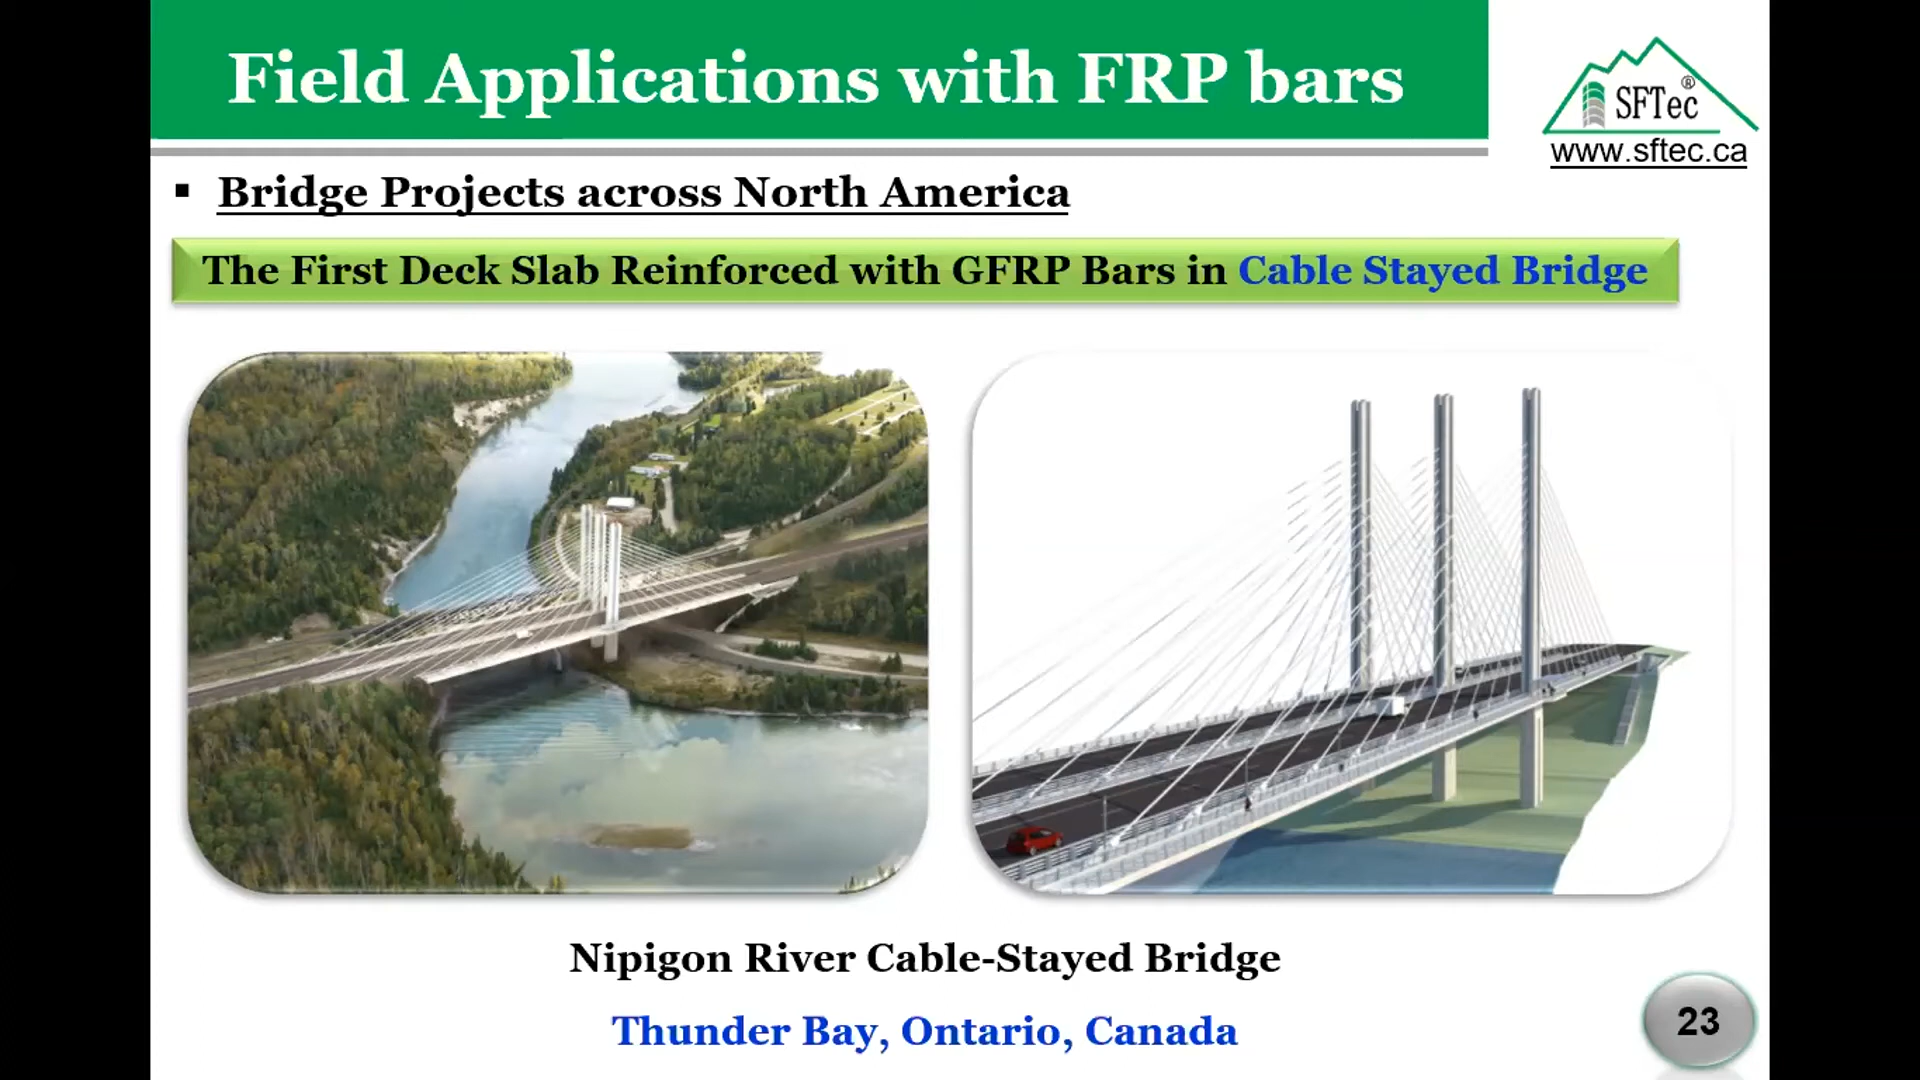 Field Applications with FRP bars
SFTec®
www.sftec.ca
▪ Bridge Projects across North America
The First Deck Slab Reinforced with GFRP Bars in Cable Stayed Bridge
Nipigon River Cable-Stayed Bridge
Thunder Bay, Ontario, Canada
23